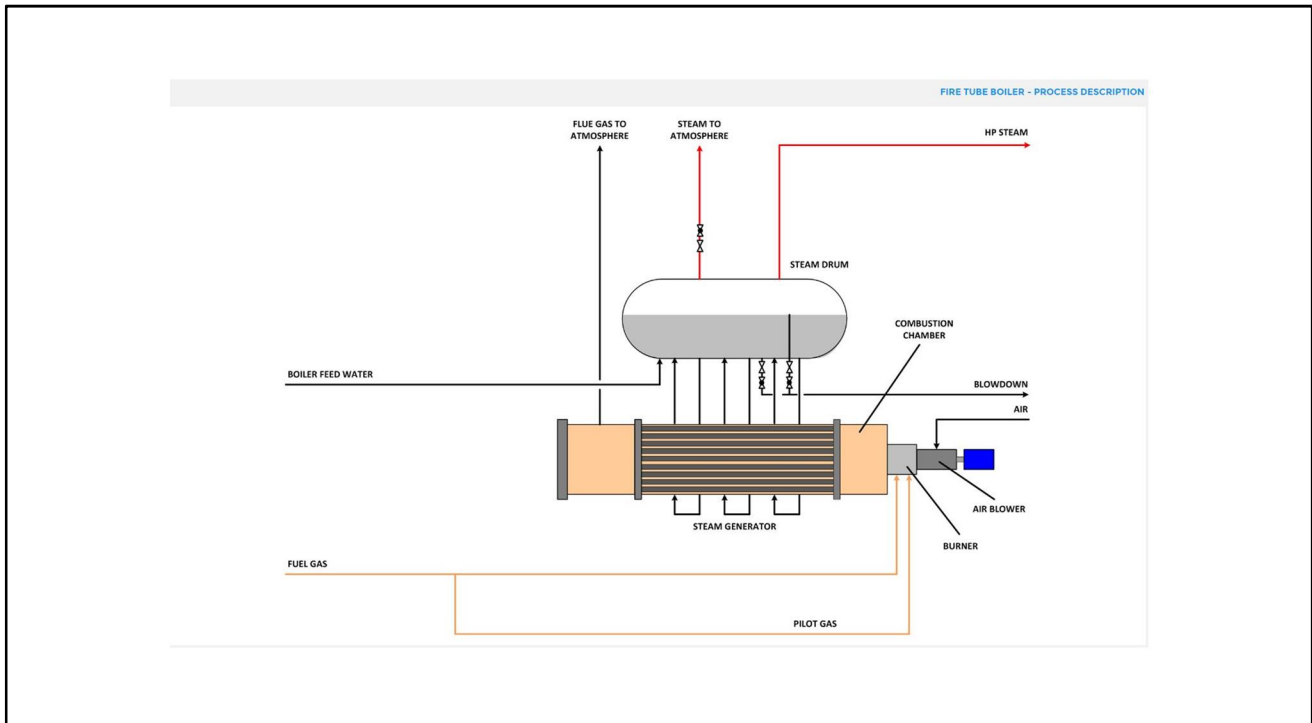 FIRE TUBE BOILER - PROCESS DESCRIPTION
FLUE GAS TO
ATMOSPHERE
STEAM TO
ATMOSPHERE
HP STEAM
STEAM DRUM
COMBUSTION
CHAMBER
BOILER FEED WATER
BLOWDOWN
AIR
AIR BLOWER
STEAM GENERATOR
BURNER
FUEL GAS
PILOT GAS